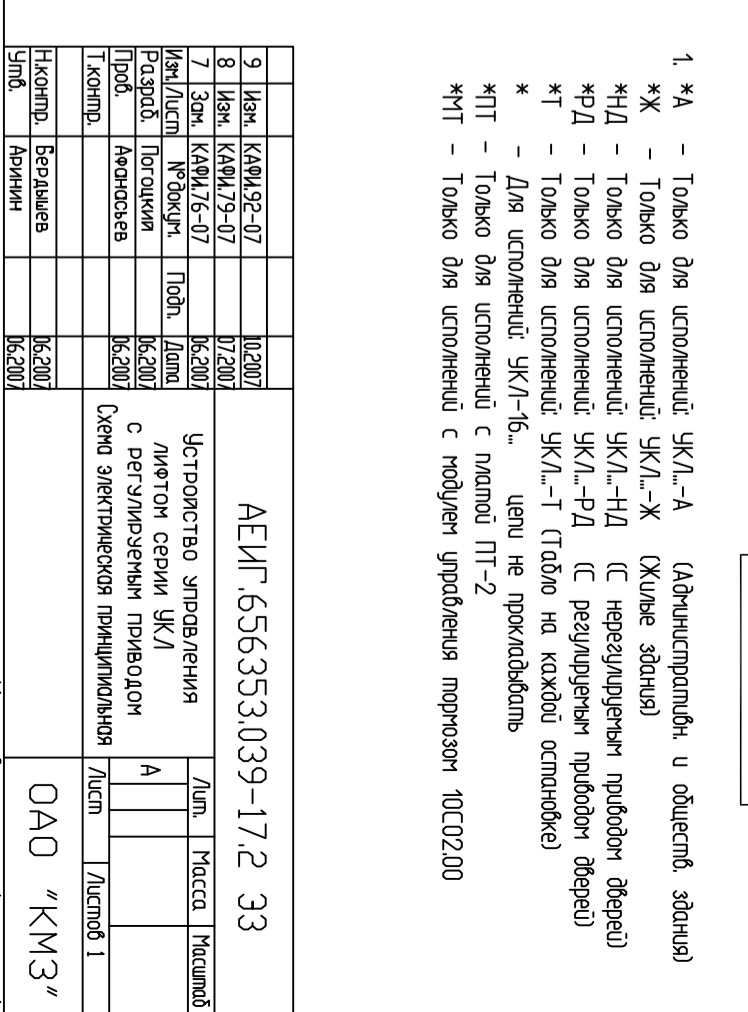 1. *А – Только для исполнений: УКЛ...-А (Административн. и обществ. здания)
*Ж – Только для исполнений: УКЛ...-Ж (Жилые здания)
*НД – Только для исполнений: УКЛ...-НД (С нерегулируемым приводом дверей)
*РД – Только для исполнений: УКЛ...-РД (С регулируемым приводом дверей)
*Т – Только для исполнений: УКЛ...-Т (Табло на каждой остановке)
* – Для исполнений: УКЛ-16... цепи не прокладывать
*ПТ – Только для исполнений с платой ПТ-2
*МТ – Только для исполнений с модулем управления тормозом 10С02.00
АЕИГ.656353.039-17.2 ЭЗ
9 Изм. КАФИ.92-07 10.2007
8 Изм. КАФИ.79-07 07.2007
7 Зам. КАФИ.76-07 06.2007
Изм. Лист №докум. Подп. Дата
Разраб. Погоцкий 06.2007
Пров. Афанасьев 06.2007
Т.контр.
Н.контр. Бердышев 06.2007
Утв. Аринин 06.2007
Устройство управления
лифтом серии УКЛ
с регулируемым приводом
Схема электрическая принципиальная
Лит. Масса Масштаб
А
Лист Листов 1
ОАО "КМЗ"